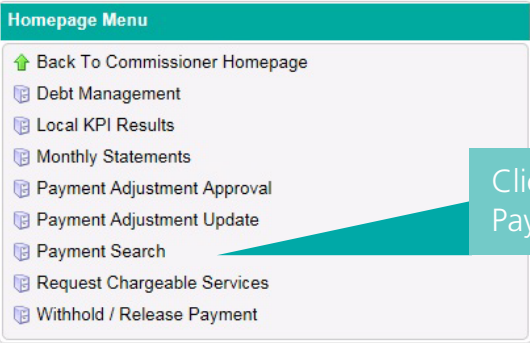 Homepage Menu
Back To Commissioner Homepage
Debt Management
Local KPI Results
Monthly Statements
Payment Adjustment Approval
Payment Adjustment Update
Payment Search
Request Chargeable Services
Withhold / Release Payment